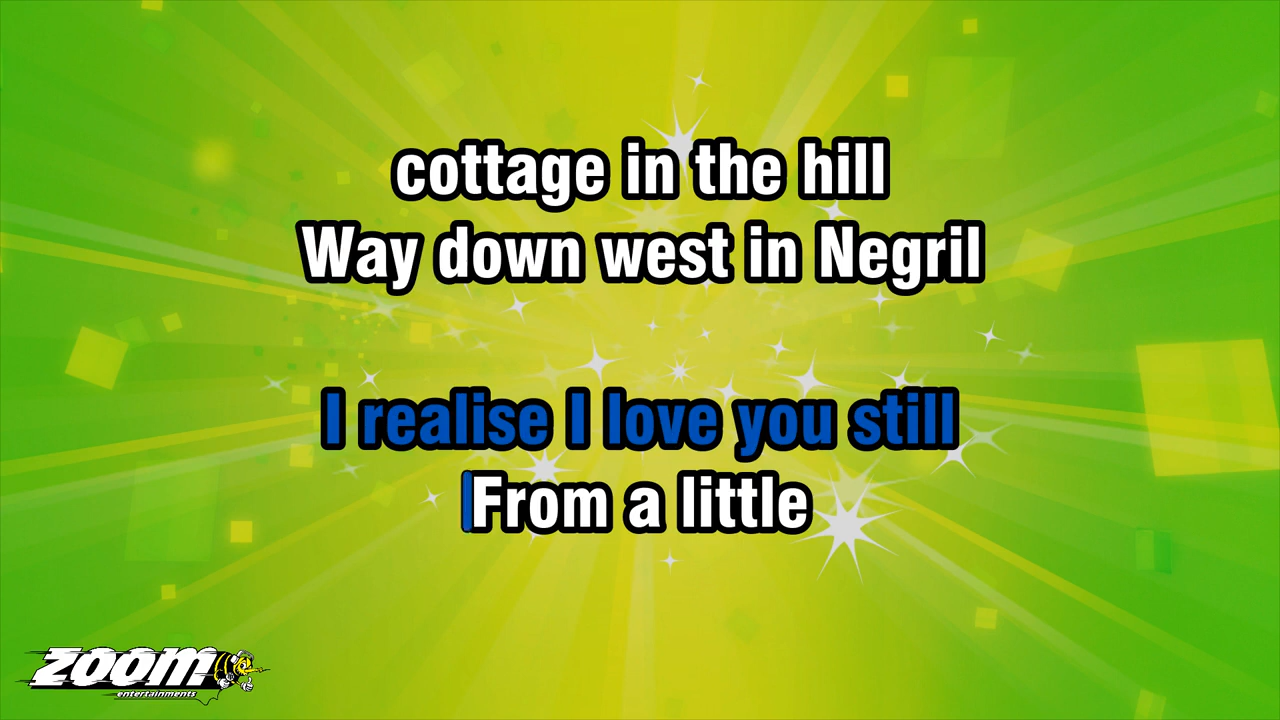 cottage in the hill
Way down west in Negril
I realise I love you still
From a little
zoom
entertainments